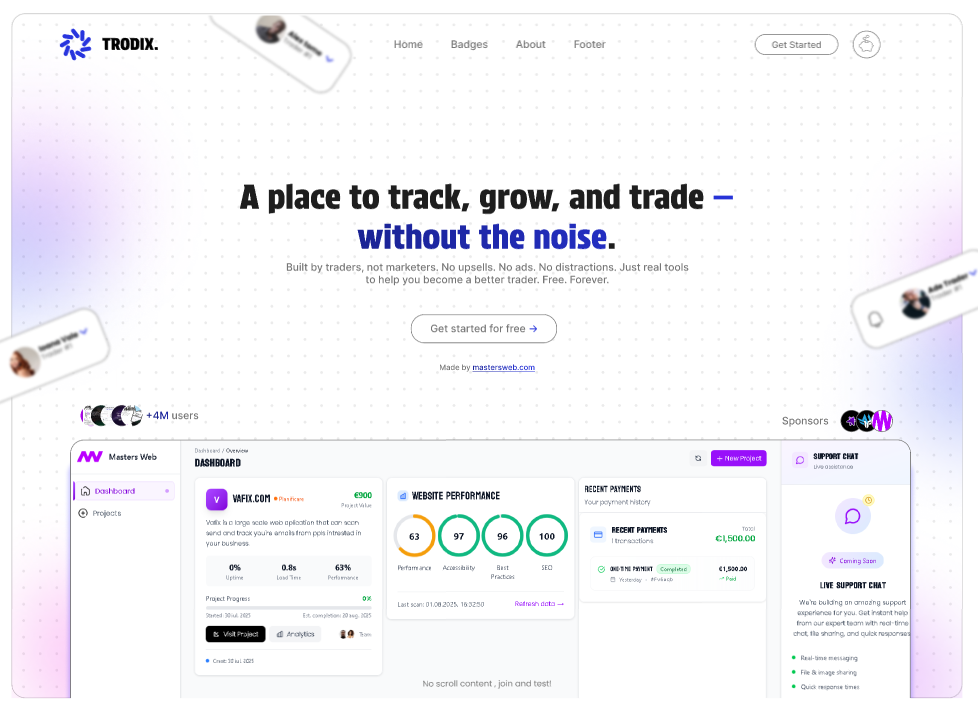 TRODIX.
Home
Badges
About
Footer
Get Started
A place to track, grow, and trade –
without the noise.
Built by traders, not marketers. No upsells. No ads. No distractions. Just real tools
to help you become a better trader. Free. Forever.
Get started for free →
Made by mastersweb.com
+4M users
Sponsors
Masters Web
Dashboard
Projects
Dashboard / Overview
DASHBOARD
+ New Project
V
VAFIX.COM
Planificare
€900
Project Value
Vafix is a large scale web aplication that can scan
send and track you're emails from pps intrested in
your business
0%
Uptime
0.8s
Load Time
63%
Performance
Project Progress
0%
Started: 30 iul. 2025
Est. completion: 20 aug. 2025
Visit Project
Analytics
Team
Creat: 30 iul. 2025
WEBSITE PERFORMANCE
63
97
96
100
Performance
Accessibility
Best
Practices
SEO
Last scan: 01.08.2025, 16:32:50
Refresh data →
RECENT PAYMENTS
Your payment history
RECENT PAYMENTS
1 transactions
Total
€1,500.00
ONE-TIME PAYMENT
Completed
€1,500.00
Yesterday
Paid
SUPPORT CHAT
Live assistance
Coming Soon
LIVE SUPPORT CHAT
We're building an amazing support
experience for you. Get instant help
from our expert team with real-time
chat, file sharing, and quick responses
Real-time messaging
File & image sharing
Quick response times
No scroll content , join and test!